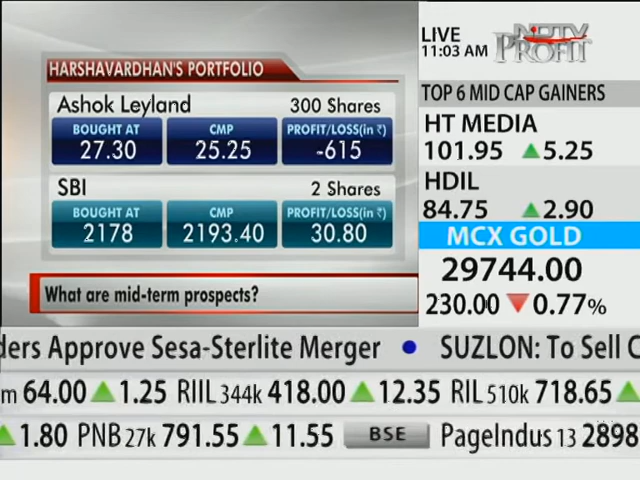 HARSHAVARDHAN'S PORTFOLIO
Ashok Leyland 300 Shares
BOUGHT AT CMP PROFIT/LOSS(in ₹)
27.30 25.25 -615
SBI 2 Shares
BOUGHT AT CMP PROFIT/LOSS(in ₹)
2178 2193.40 30.80
What are mid-term prospects?
LIVE
11:03 AM
NDTV
PROFIT
TOP 6 MID CAP GAINERS
HT MEDIA
101.95 ▲5.25
HDIL
84.75 ▲2.90
MCX GOLD
29744.00
230.00 ▼0.77%
ders Approve Sesa-Sterlite Merger ● SUZLON: To Sell C
m 64.00 ▲1.25 RIIL 344k 418.00 ▲12.35 RIL 510k 718.65 ▲
▲1.80 PNB 27k 791.55 ▲11.55 BSE PageIndus 13 2898